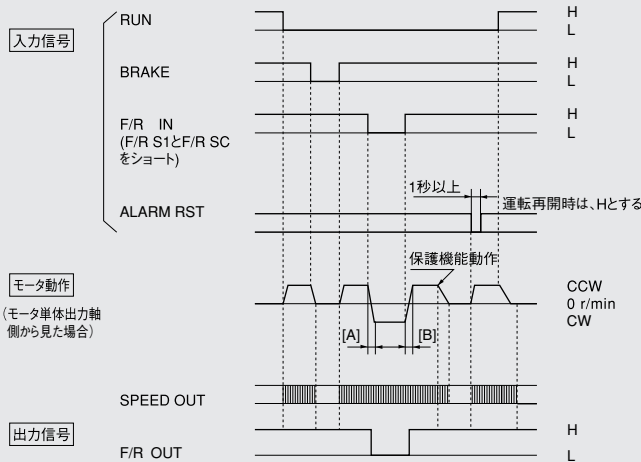 入力信号
RUN
H
L
BRAKE
H
L
F/R IN
(F/R S1とF/R SC
をショート)
H
L
1秒以上
運転再開時は、Hとする
ALARM RST
保護機能動作
モータ動作
(モータ単体出力軸
側から見た場合)
CCW
0 r/min
CW
[A]
[B]
SPEED OUT
出力信号
H
F/R OUT
L